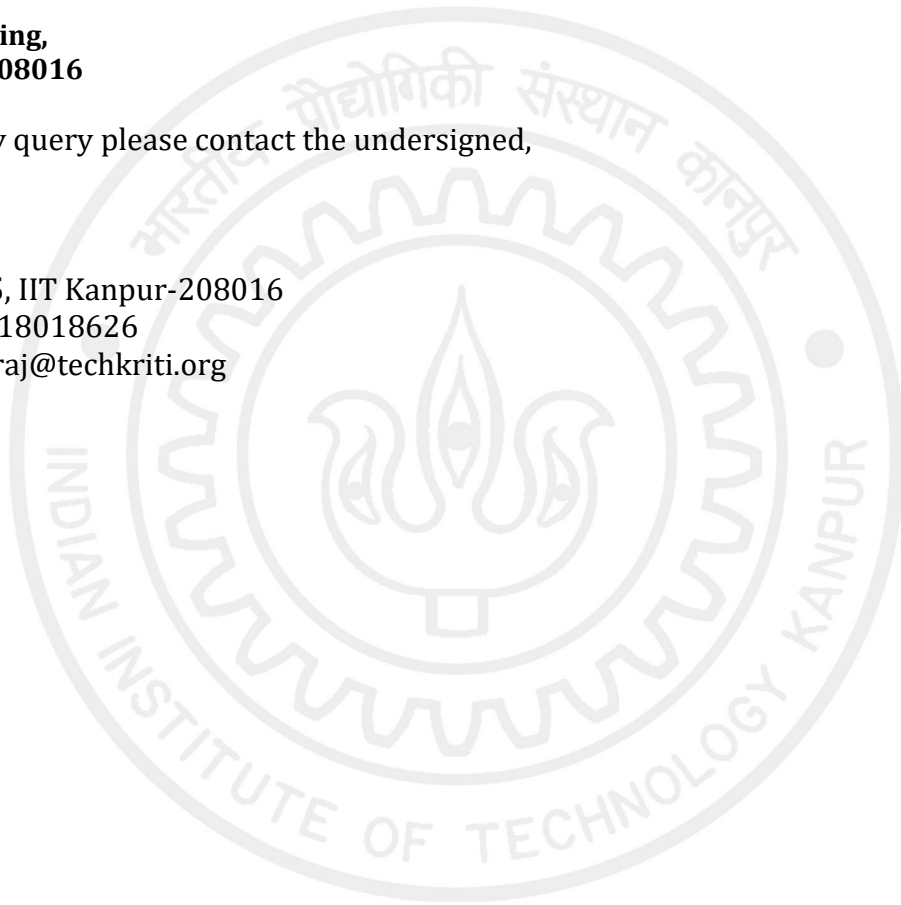 ing,
08016
y query please contact the undersigned,
, IIT Kanpur-208016
18018626
raj@techkriti.org
भारतीय प्रौद्योगिकी संस्थान कानपुर
INDIAN INSTITUTE OF TECHNOLOGY KANPUR